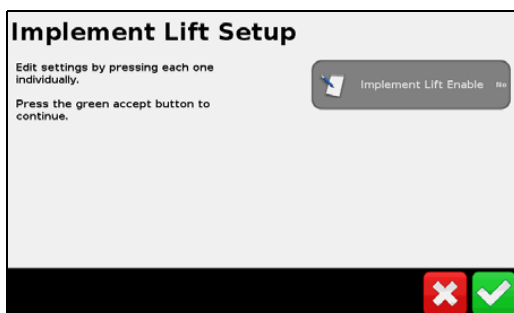 Implement Lift Setup
Edit settings by pressing each one
individually.
Implement Lift Enable No
Press the green accept button to
continue.